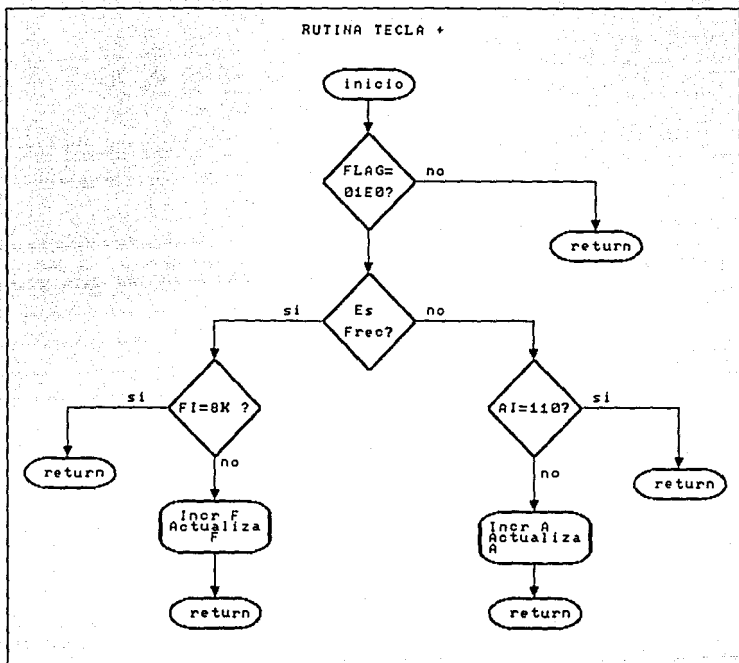 RUTINA TECLA +
inicio
FLAG=
01E0?
no
return
Es
Frec?
si
no
FI=8K ?
si
AI=110?
si
return
no
no
return
Incr F
Actualiza
F
Incr A
Actualiza
A
return
return